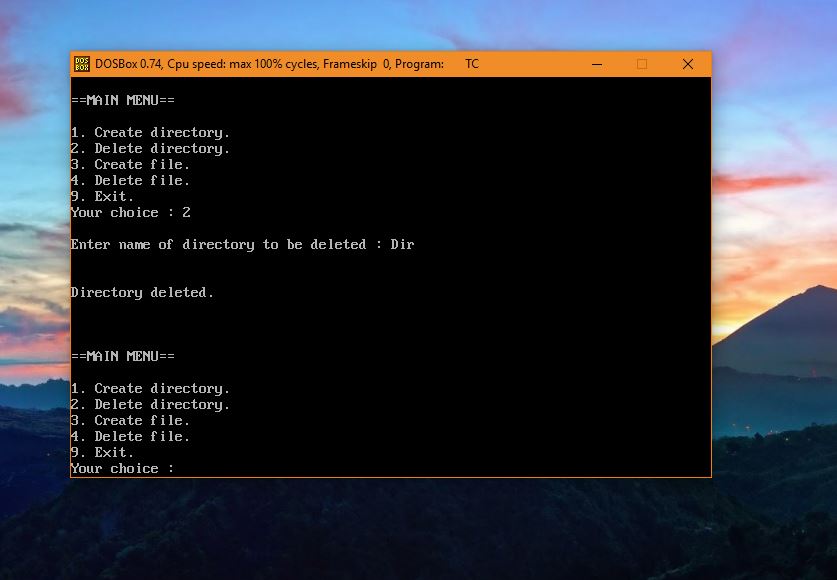 DOSBox 0.74, Cpu speed: max 100% cycles, Frameskip 0, Program: TC
==MAIN MENU==
1. Create directory.
2. Delete directory.
3. Create file.
4. Delete file.
9. Exit.
Your choice : 2
Enter name of directory to be deleted : Dir
Directory deleted.
==MAIN MENU==
1. Create directory.
2. Delete directory.
3. Create file.
4. Delete file.
9. Exit.
Your choice :